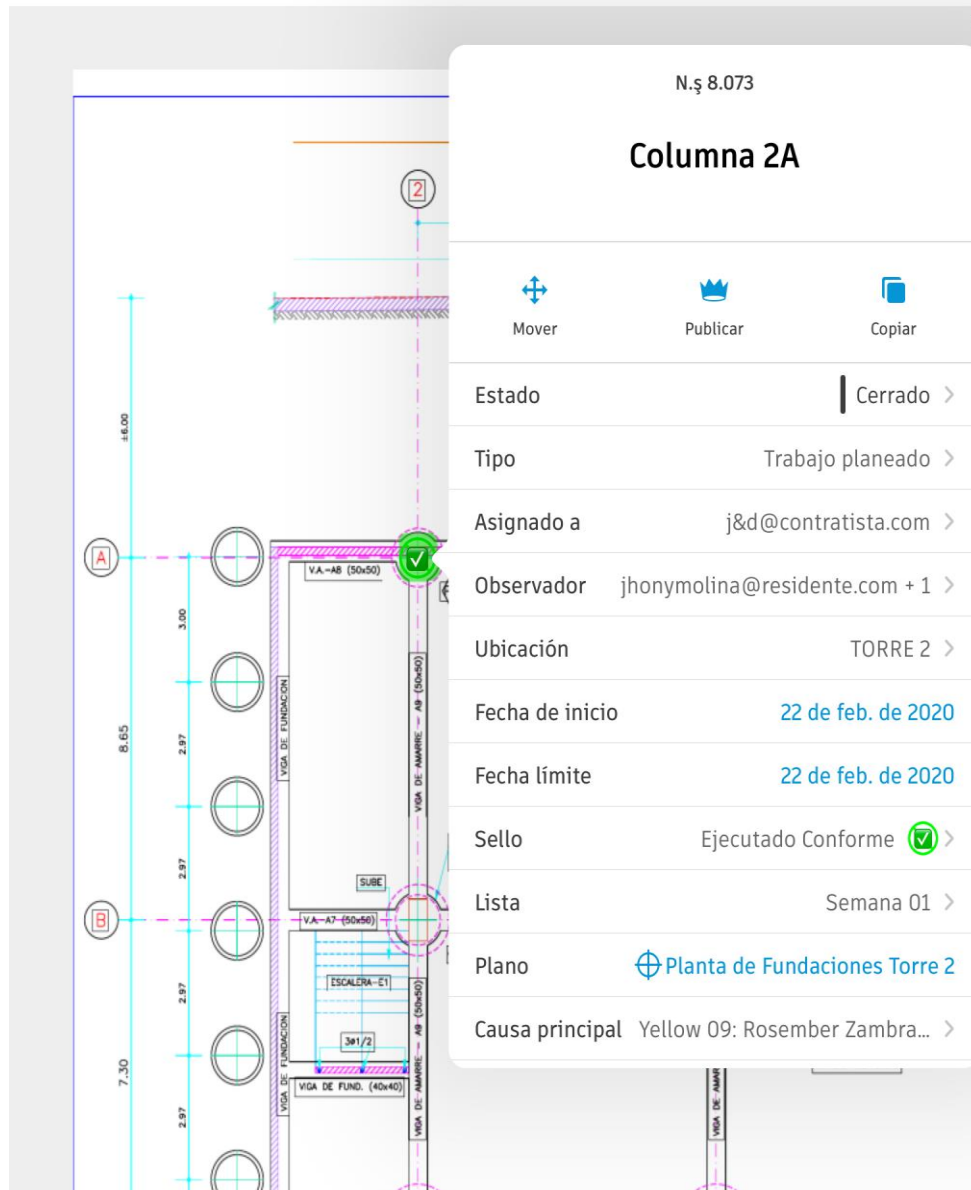 N.ş 8.073
Columna 2A
Mover
Publicar
Copiar
Estado
Cerrado
Tipo
Trabajo planeado
Asignado a
j&d@contratista.com
Observador
jhonymolina@residente.com + 1
Ubicación
TORRE 2
Fecha de inicio
22 de feb. de 2020
Fecha límite
22 de feb. de 2020
Sello
Ejecutado Conforme
Lista
Semana 01
Plano
Planta de Fundaciones Torre 2
Causa principal
Yellow 09: Rosember Zambra...
2
±6.00
A
V.A.-A8 (50x50)
3.00
VIGA DE FUNDACION
VIGA DE AMARRE - A9 (50x50)
8.65
2.97
2.97
SUBE
B
V.A.-A7 (50x50)
ESCALERA-E1
2.97
VIGA DE FUNDACION
VIGA DE AMARRE - A9 (50x50)
3ø1/2
7.30
VIGA DE FUND. (40x40)
2.97
VIGA DE AMAR